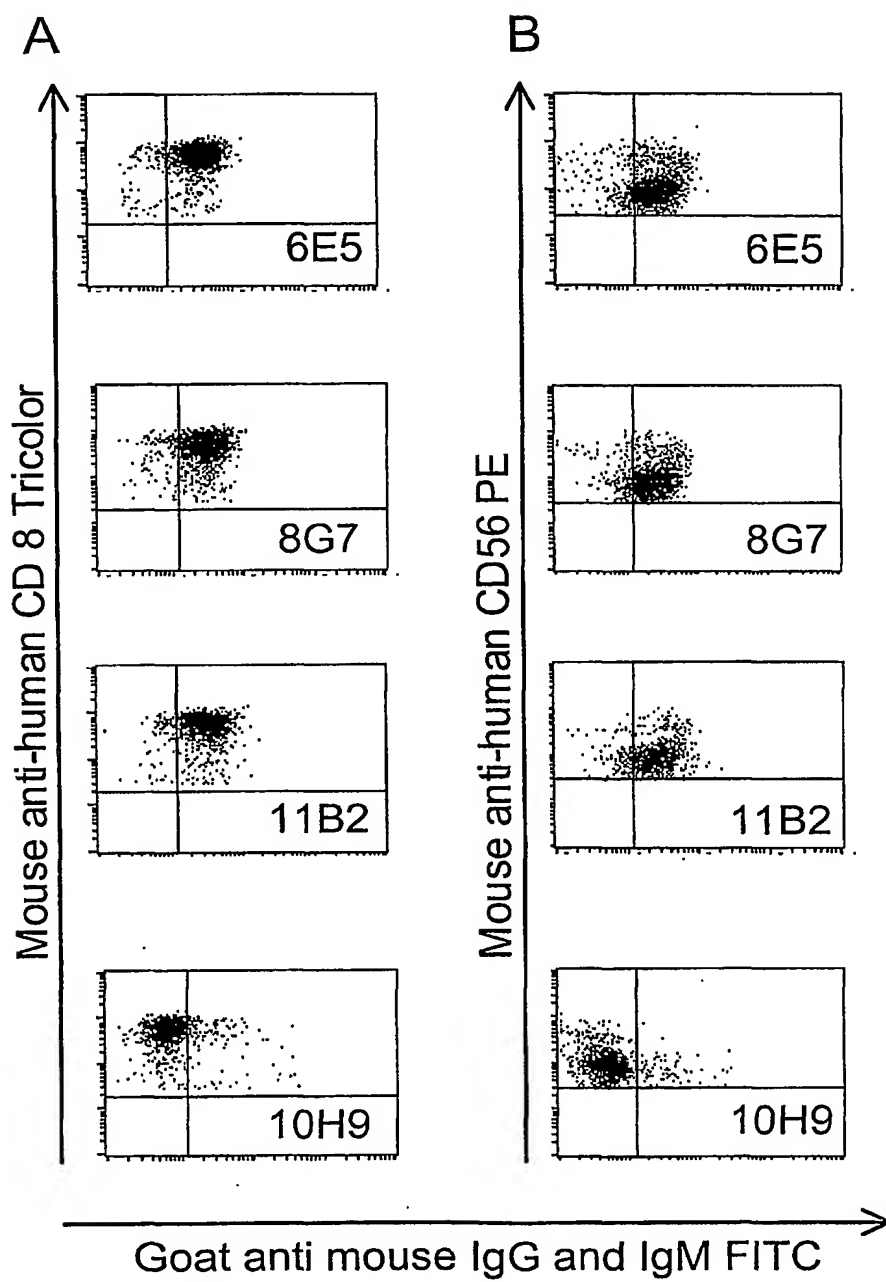 A
B
Mouse anti-human CD 8 Tricolor
6E5
8G7
11B2
10H9
Mouse anti-human CD56 PE
6E5
8G7
11B2
10H9
Goat anti mouse IgG and IgM FITC